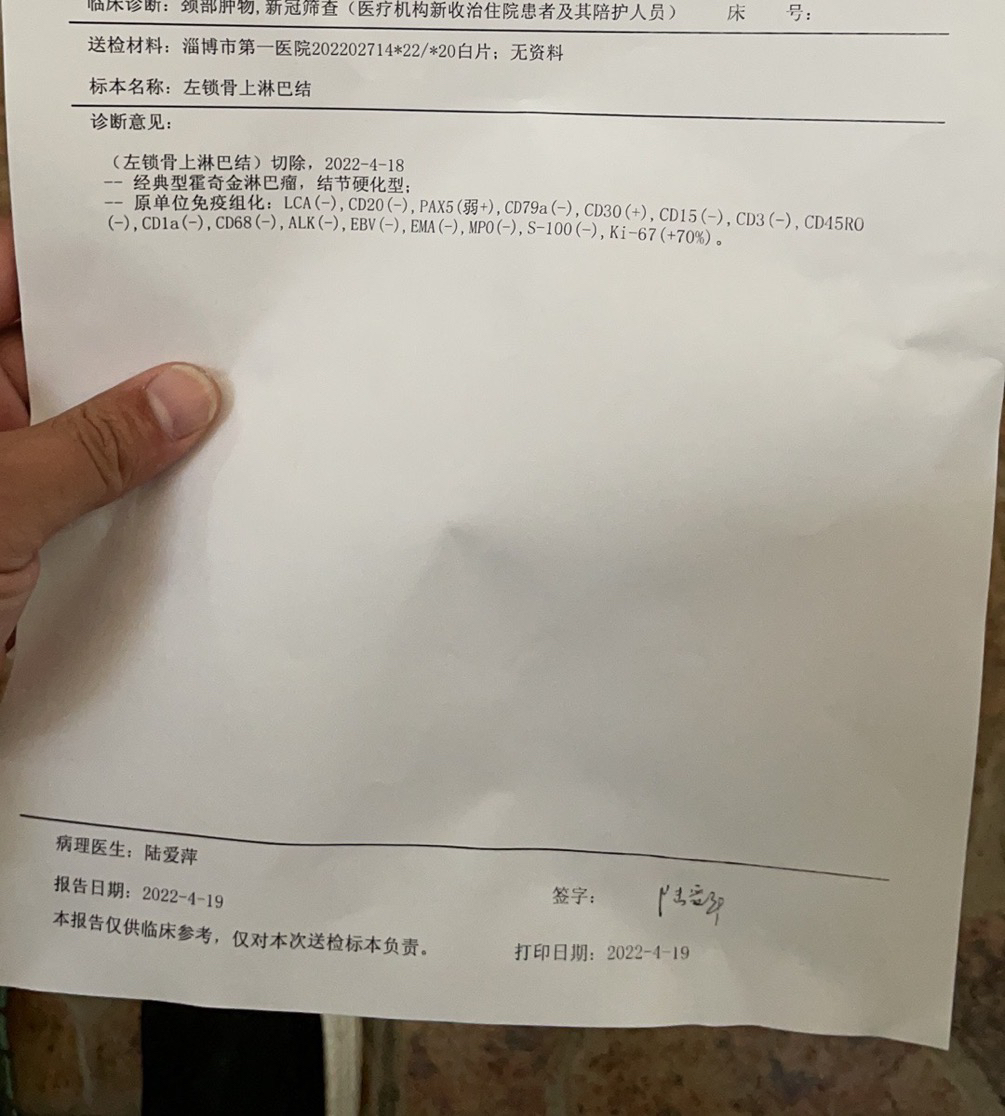 临床诊断：颈部肿物,新冠筛查（医疗机构新收治住院患者及其陪护人员） 床 号：
送检材料：淄博市第一医院202202714*22/*20白片；无资料
标本名称：左锁骨上淋巴结
诊断意见：
（左锁骨上淋巴结）切除，2022-4-18
-- 经典型霍奇金淋巴瘤，结节硬化型；
-- 原单位免疫组化：LCA(-),CD20(-),PAX5(弱+),CD79a(-),CD30(+),CD15(-),CD3(-),CD45RO
(-),CD1a(-),CD68(-),ALK(-),EBV(-),EMA(-),MPO(-),S-100(-),Ki-67(+70%)。
病理医生：陆爱萍
报告日期：2022-4-19 签字：陆爱萍
本报告仅供临床参考，仅对本次送检标本负责。 打印日期：2022-4-19